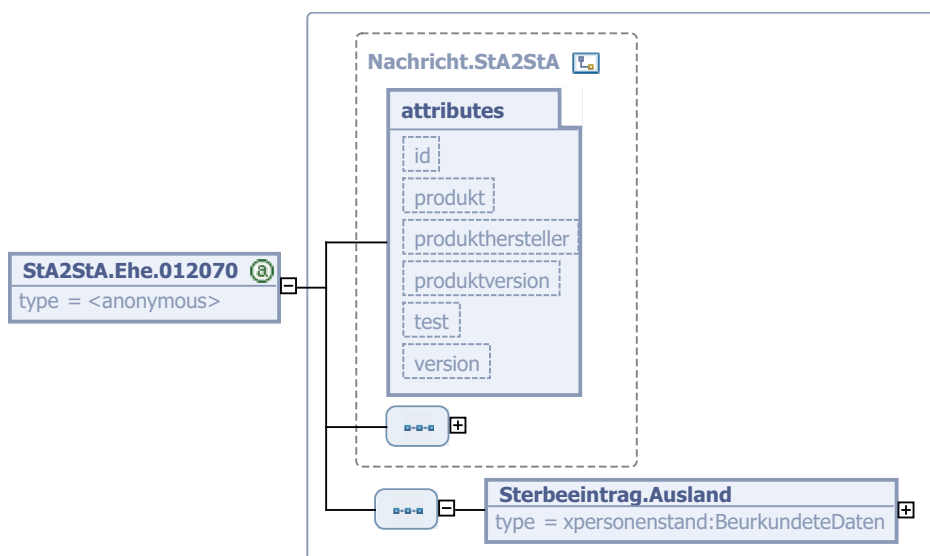 Nachricht.StA2StA
attributes
id
produkt
produkthersteller
produktversion
test
version
StA2StA.Ehe.012070 @
type = <anonymous>
Sterbeeintrag.Ausland
type = xpersonenstand:BeurkundeteDaten